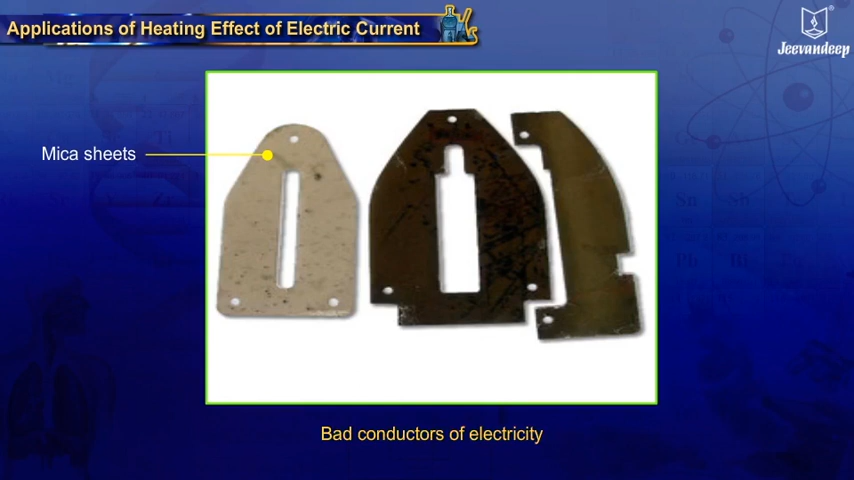 Applications of Heating Effect of Electric Current
Jeevandeep
Mica sheets
Bad conductors of electricity